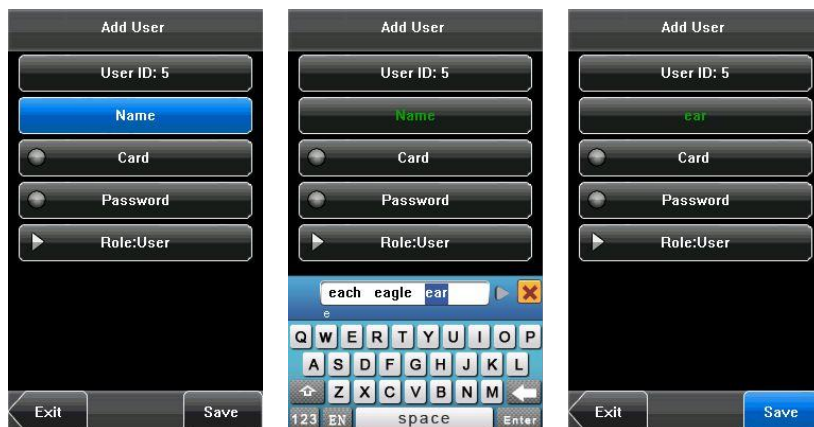 Add User
User ID: 5
Name
Card
Password
Role:User
Exit
Save
Add User
User ID: 5
Name
Card
Password
Role:User
each eagle ear
e
Q W E R T Y U I O P
A S D F G H J K L
Z X C V B N M
123 EN space Enter
Add User
User ID: 5
ear
Card
Password
Role:User
Exit
Save